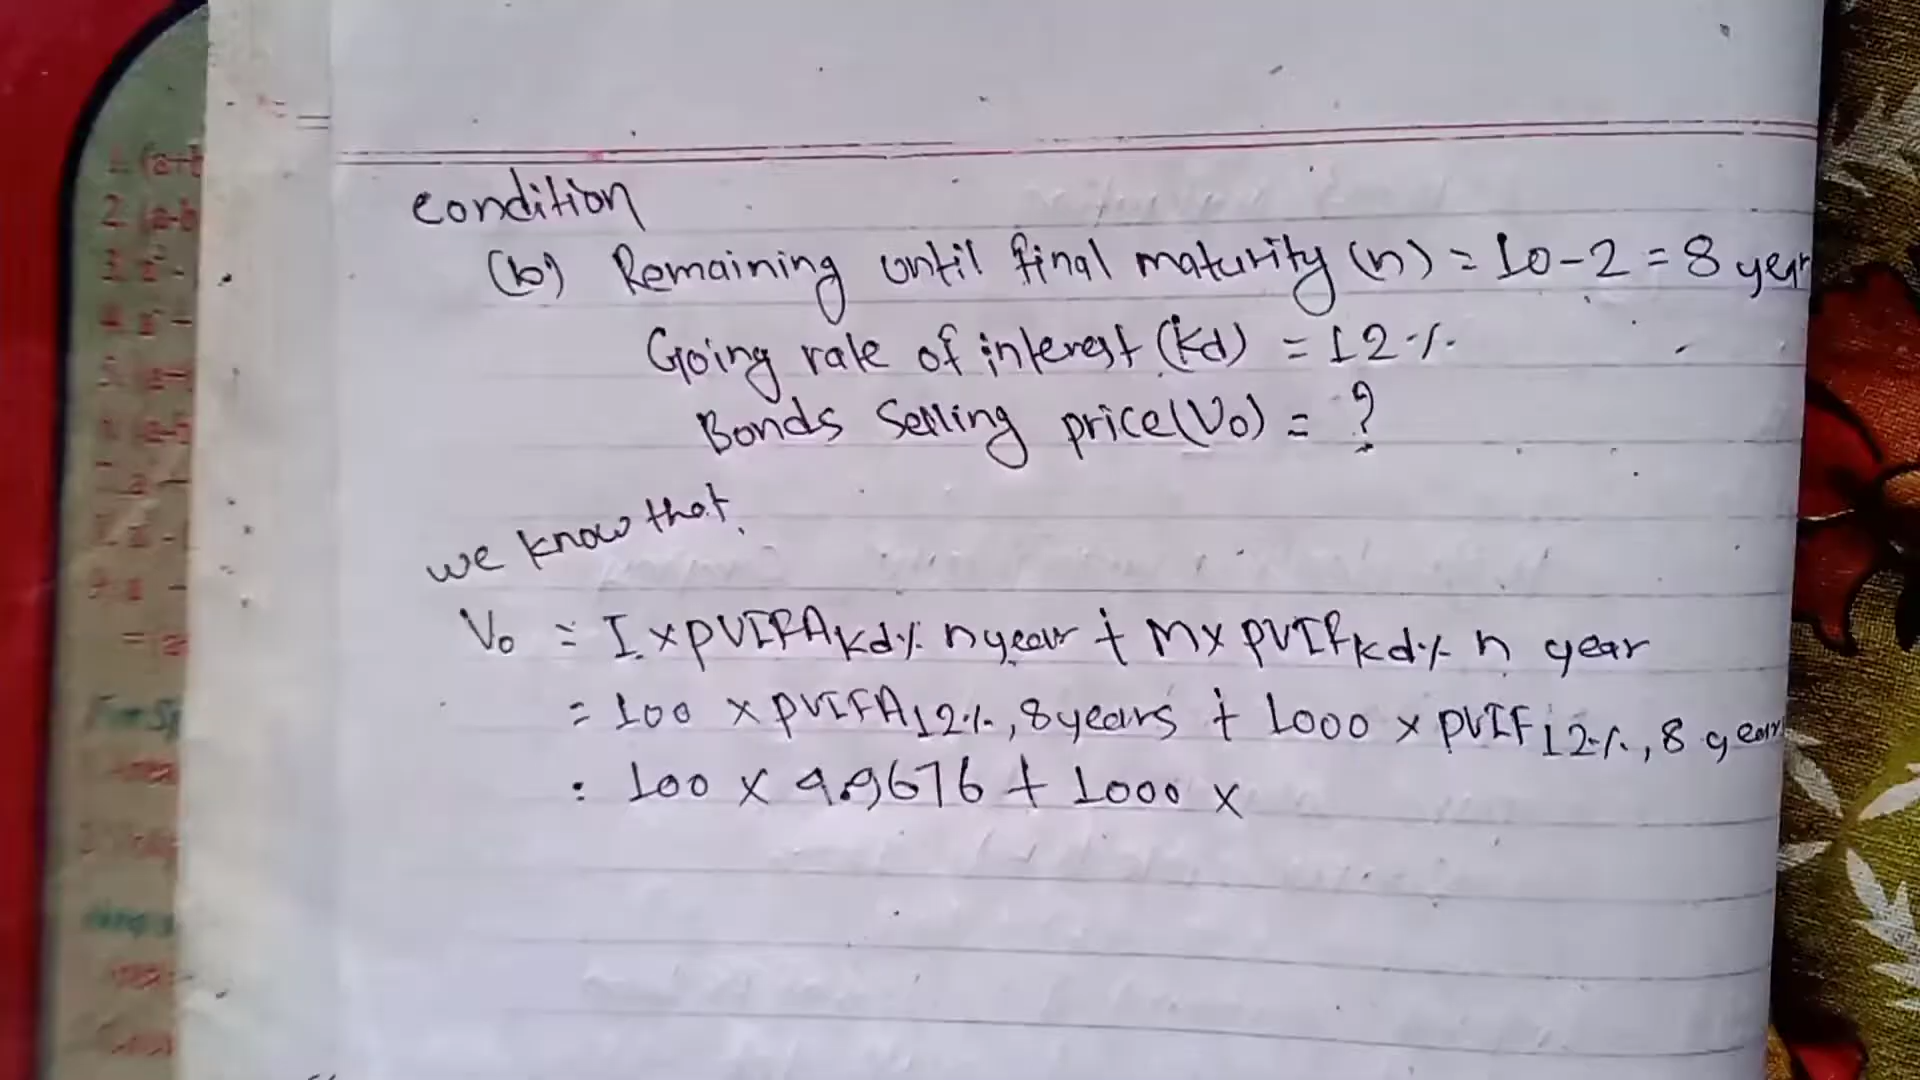 condition
(b) Remaining until final maturity (n) = 10-2 = 8 year
Going rate of interest (Kd) = 12%
Bonds Selling price (V0) = ?
we know that,
V0 = I x PVIFA kd% n year + M x PVIF kd% n year
= 100 x PVIFA 12%, 8 years + 1000 x PVIF 12%, 8 years
= 100 x 4.9676 + 1000 x